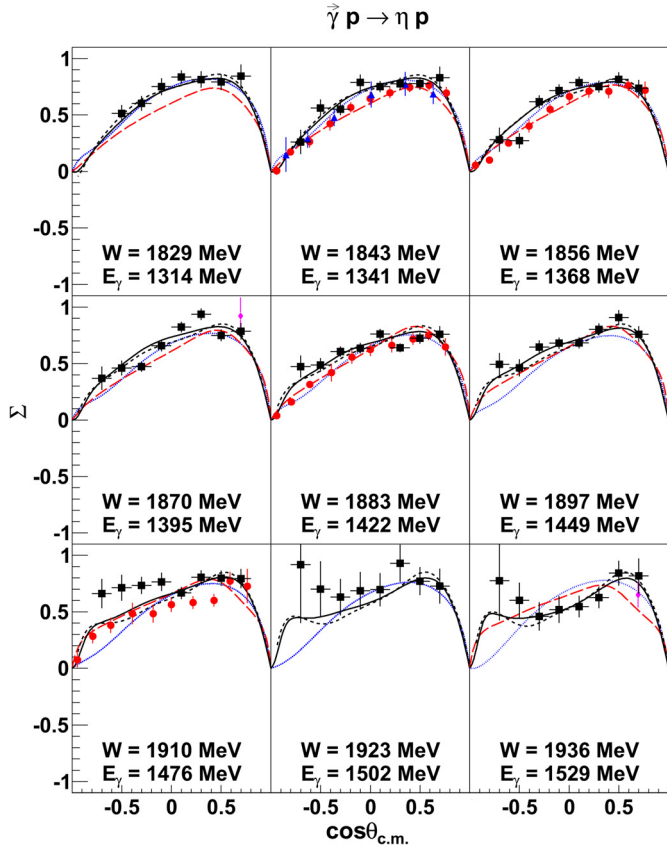 γ⃗ p → η p
1
0.5
0
-0.5
-1
W = 1829 MeV
E_γ = 1314 MeV
W = 1843 MeV
E_γ = 1341 MeV
W = 1856 MeV
E_γ = 1368 MeV
Σ
1
0.5
0
-0.5
-1
W = 1870 MeV
E_γ = 1395 MeV
W = 1883 MeV
E_γ = 1422 MeV
W = 1897 MeV
E_γ = 1449 MeV
1
0.5
0
-0.5
-1
W = 1910 MeV
E_γ = 1476 MeV
W = 1923 MeV
E_γ = 1502 MeV
W = 1936 MeV
E_γ = 1529 MeV
-0.5 0 0.5 -0.5 0 0.5 -0.5 0 0.5
cosθ_c.m.